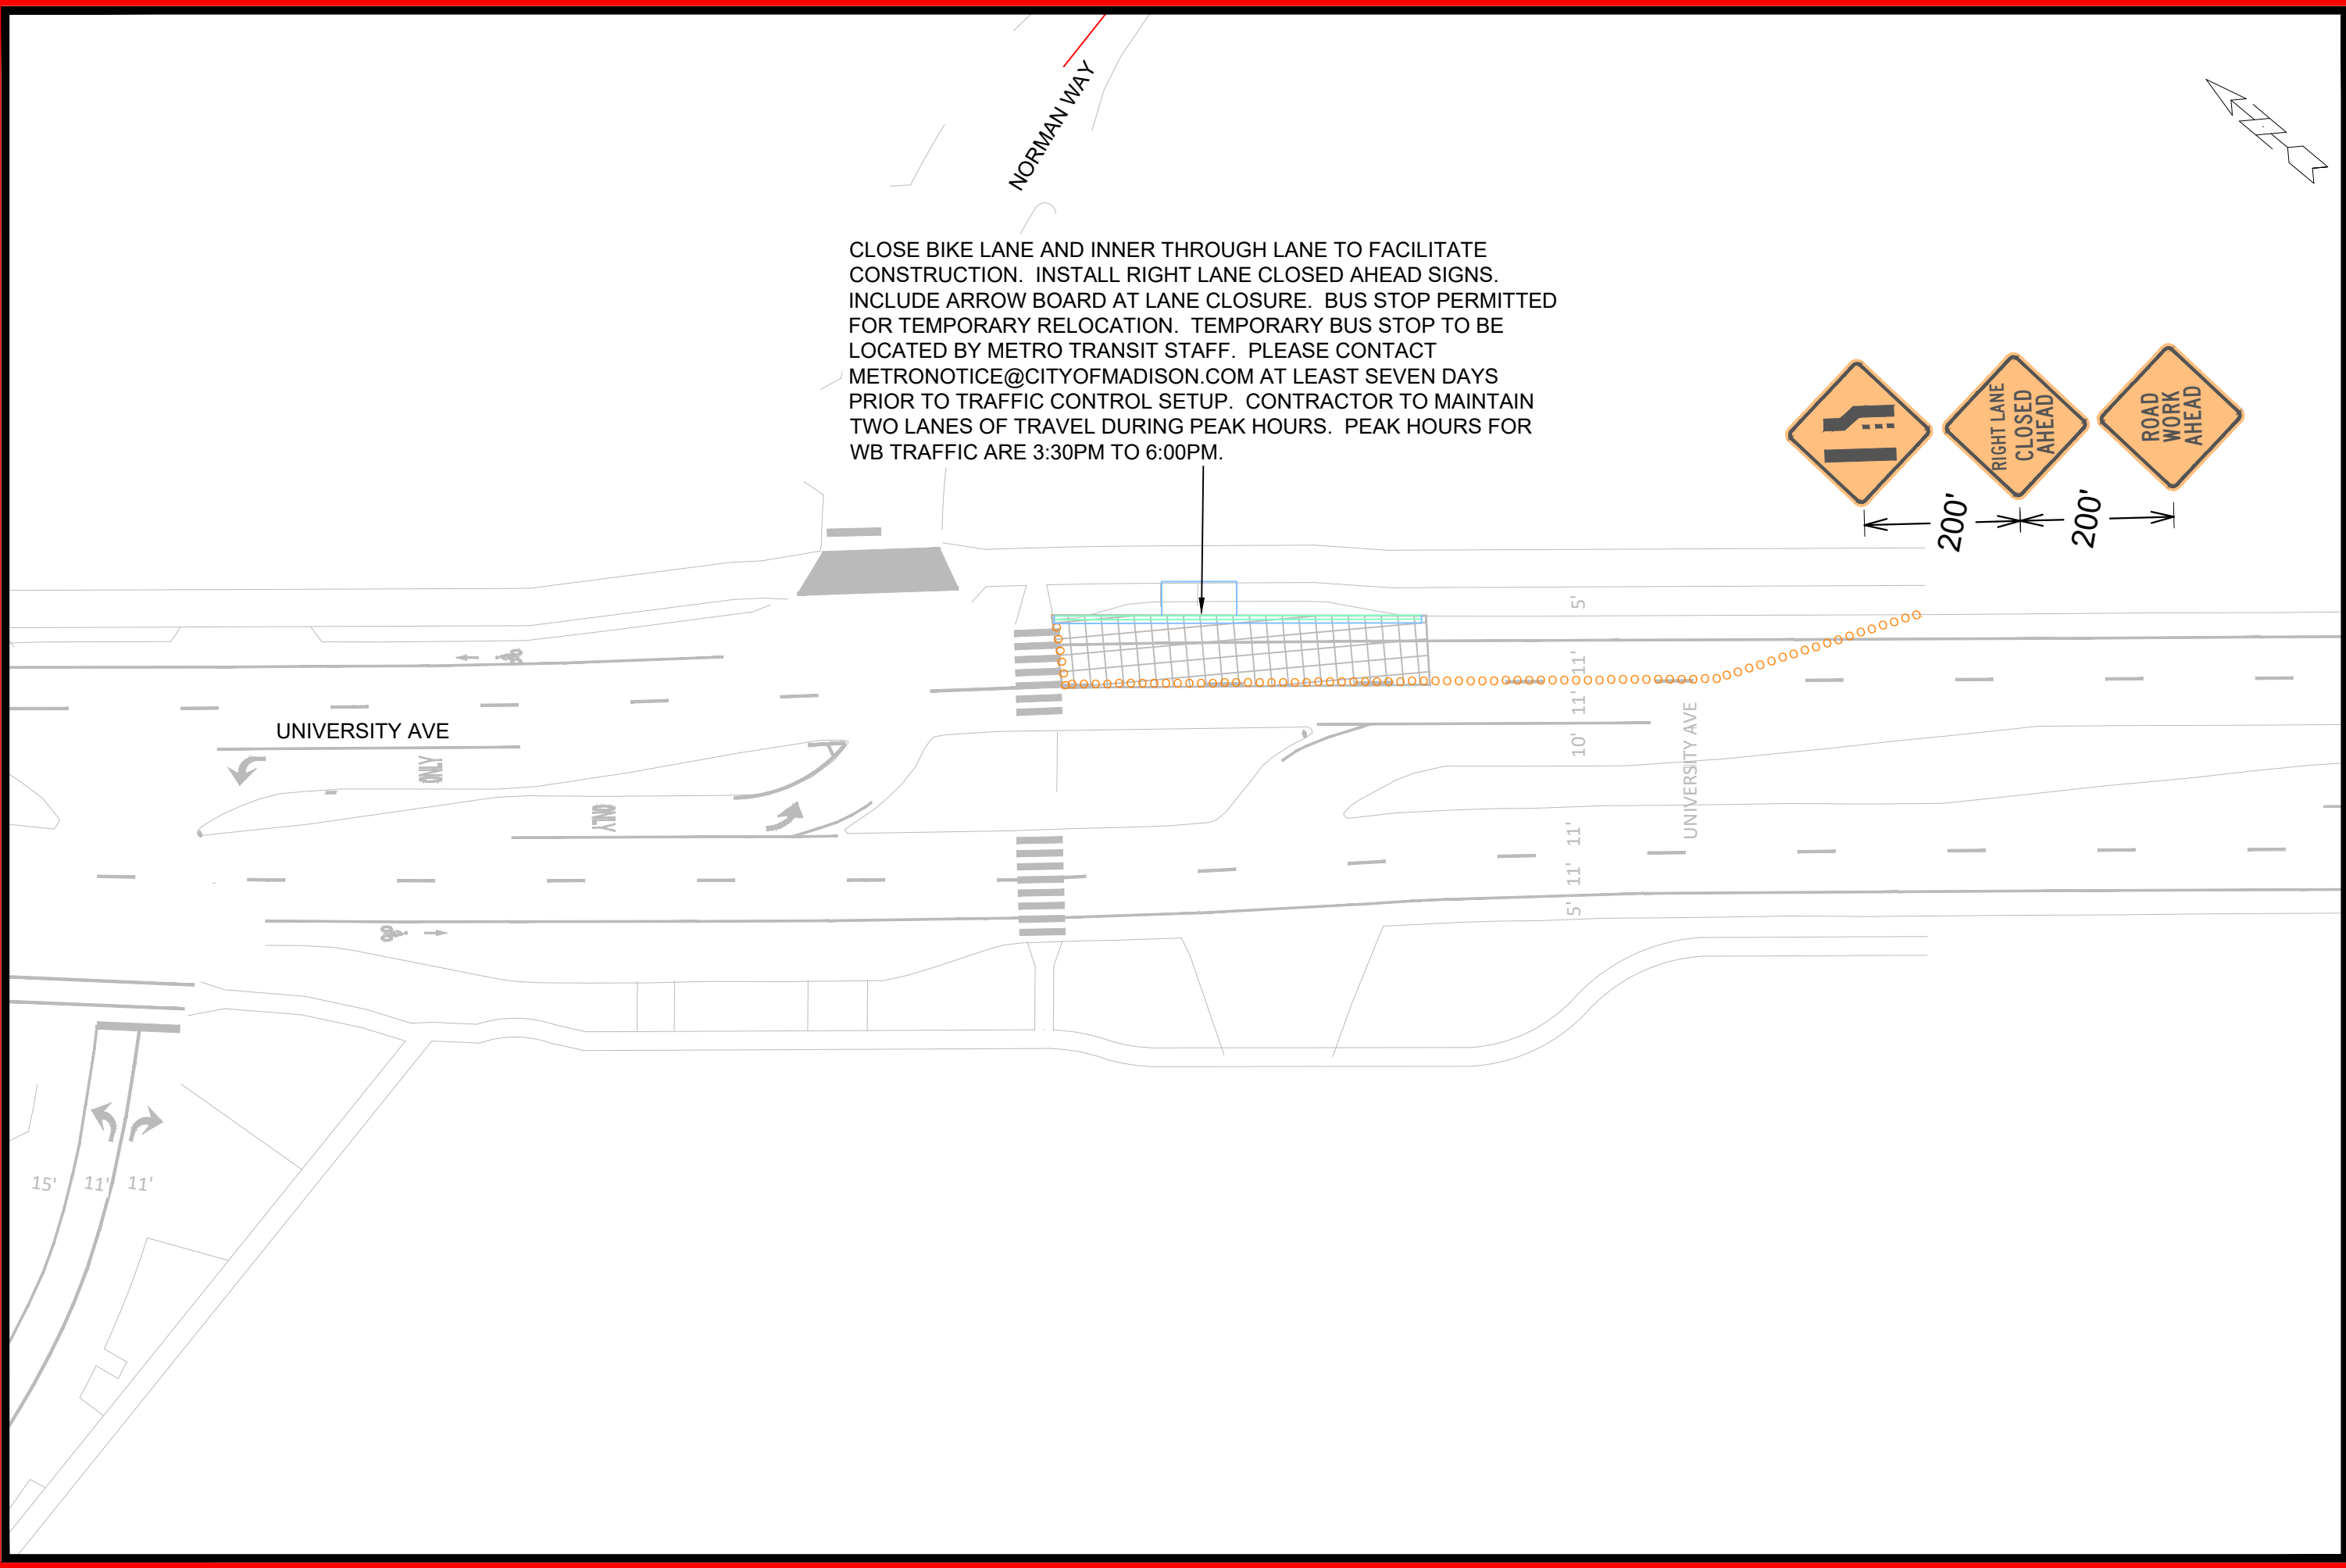 NORMAN WAY
CLOSE BIKE LANE AND INNER THROUGH LANE TO FACILITATE
CONSTRUCTION. INSTALL RIGHT LANE CLOSED AHEAD SIGNS.
INCLUDE ARROW BOARD AT LANE CLOSURE. BUS STOP PERMITTED
FOR TEMPORARY RELOCATION. TEMPORARY BUS STOP TO BE
LOCATED BY METRO TRANSIT STAFF. PLEASE CONTACT
METRONOTICE@CITYOFMADISON.COM AT LEAST SEVEN DAYS
PRIOR TO TRAFFIC CONTROL SETUP. CONTRACTOR TO MAINTAIN
TWO LANES OF TRAVEL DURING PEAK HOURS. PEAK HOURS FOR
WB TRAFFIC ARE 3:30PM TO 6:00PM.
RIGHT LANE
CLOSED
AHEAD
ROAD
WORK
AHEAD
200'
200'
5'
11'
11'
10'
UNIVERSITY AVE
UNIVERSITY AVE
ONLY
ONLY
11'
11'
5'
15'
11'
11'